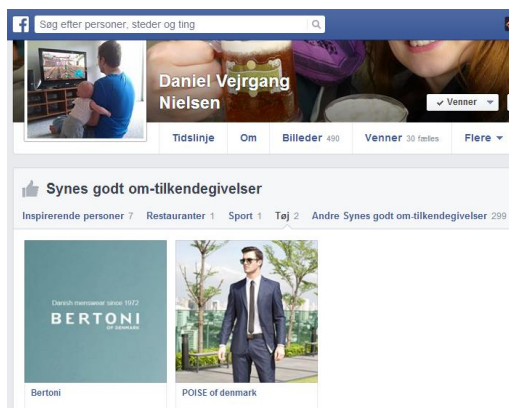 f
Søg efter personer, steder og ting
Daniel Vejrgang
Nielsen
Venner
Tidslinje Om Billeder 490 Venner 30 fælles Flere
Synes godt om-tilkendegivelser
Inspirerende personer 7 Restauranter 1 Sport 1 Tøj 2 Andre Synes godt om-tilkendegivelser 299
Danish menswear since 1972
BERTONI
OF DENMARK
Bertoni POISE of denmark